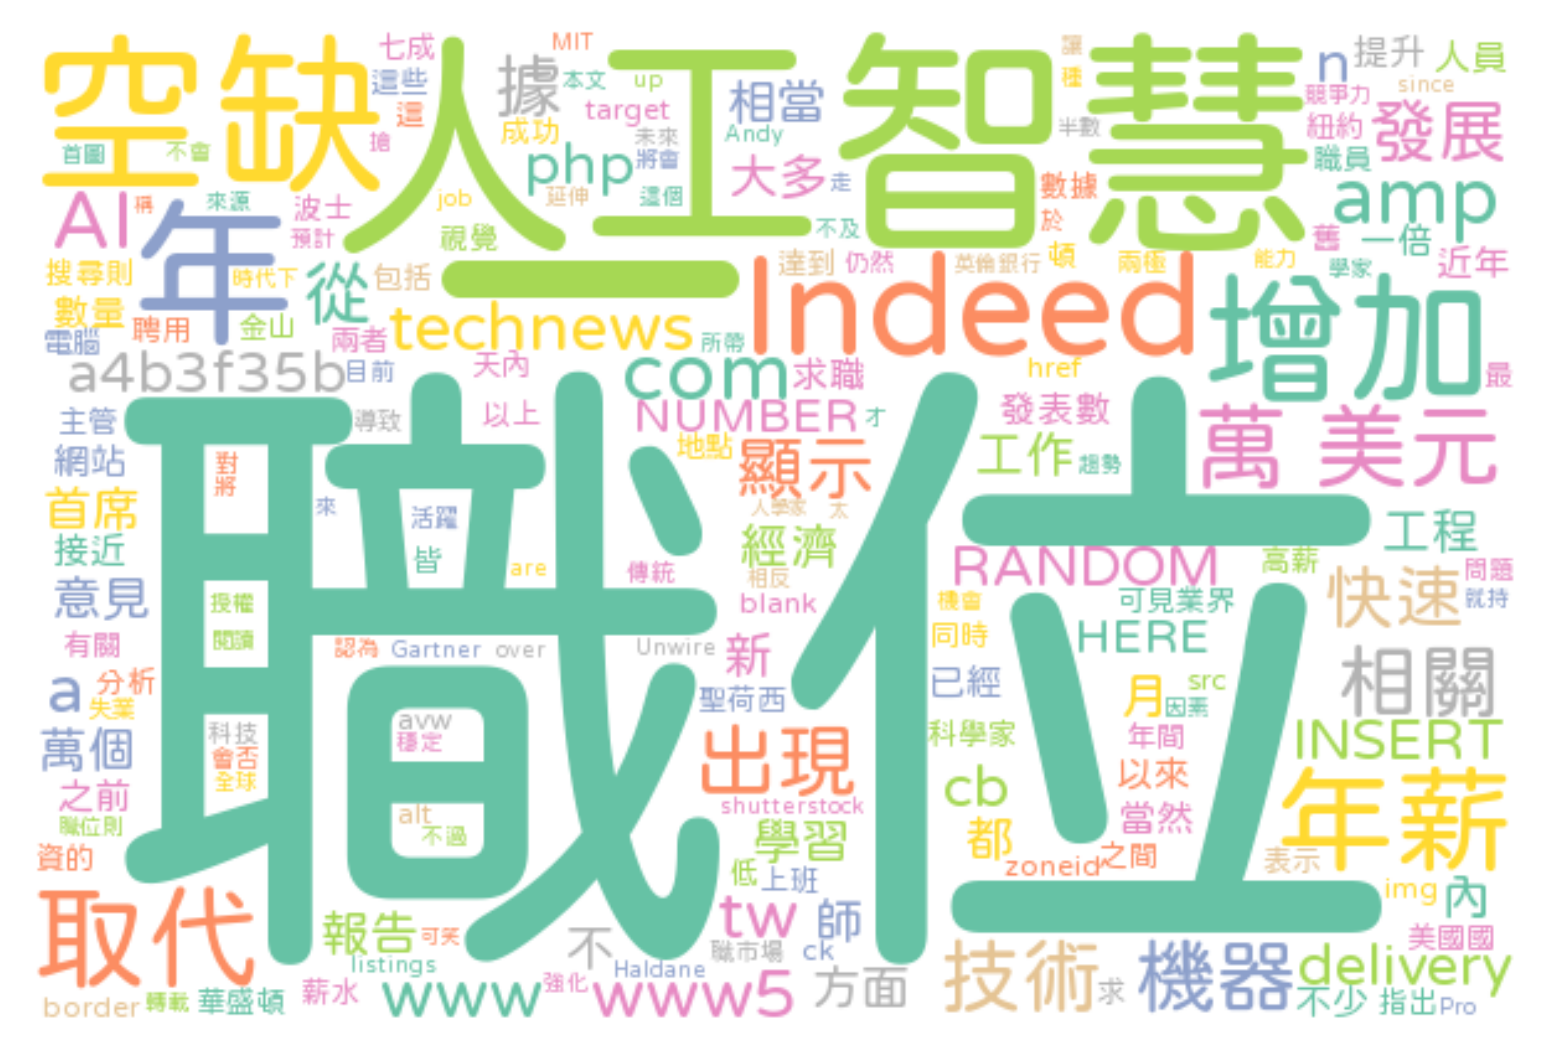 空缺
人工智慧
七成
這些
這
搶
據
MIT
本文
up
target
成功
未來
將會
php
延伸
這個
job
視覺
相當
Andy
大多
走
不及
讓
種
半數
數據
於
頓
n
提升
人員
since
競爭力
紐約
發展
職員
amp
舊
一倍
學家
近年
首圖
不會
AI
稱
來源
波士
預計
年
搜尋則
時代下
從
包括
數量
聘用
金山
電腦
兩者
technews
所帶
達到
仍然
英倫銀行
兩極
能力
Indeed
增加
最
a4b3f35b
目前
天內
com
求職
href
主管
導致
以上
NUMBER
才
發表數
萬
美元
網站
對
將
地點
顯示
工作
趨勢
職位
首席
來
活躍
人學家
太
接近
皆
are
傳統
經濟
相反
工程
RANDOM
高薪
快速
問題
就持
意見
授權
閱讀
blank
機會
可見業界
有關
認為
Gartner
over
Unwire
新
同時
HERE
a
分析
失業
聖荷西
已經
月
src
因素
相關
萬個
科技
會否
全球
avw
穩定
出現
科學家
年間
INSERT
之前
shutterstock
cb
以來
年薪
職位則
alt
不過
學習
都
當然
資的
低
上班
zoneid
之間
表示
img
內
取代
報告
可笑
tw
師
美國國
listings
不
職市場
ck
技術
求
機器
delivery
border
轉載
華盛頓
薪水
www
強化
Haldane
www5
方面
不少
指出
Pro